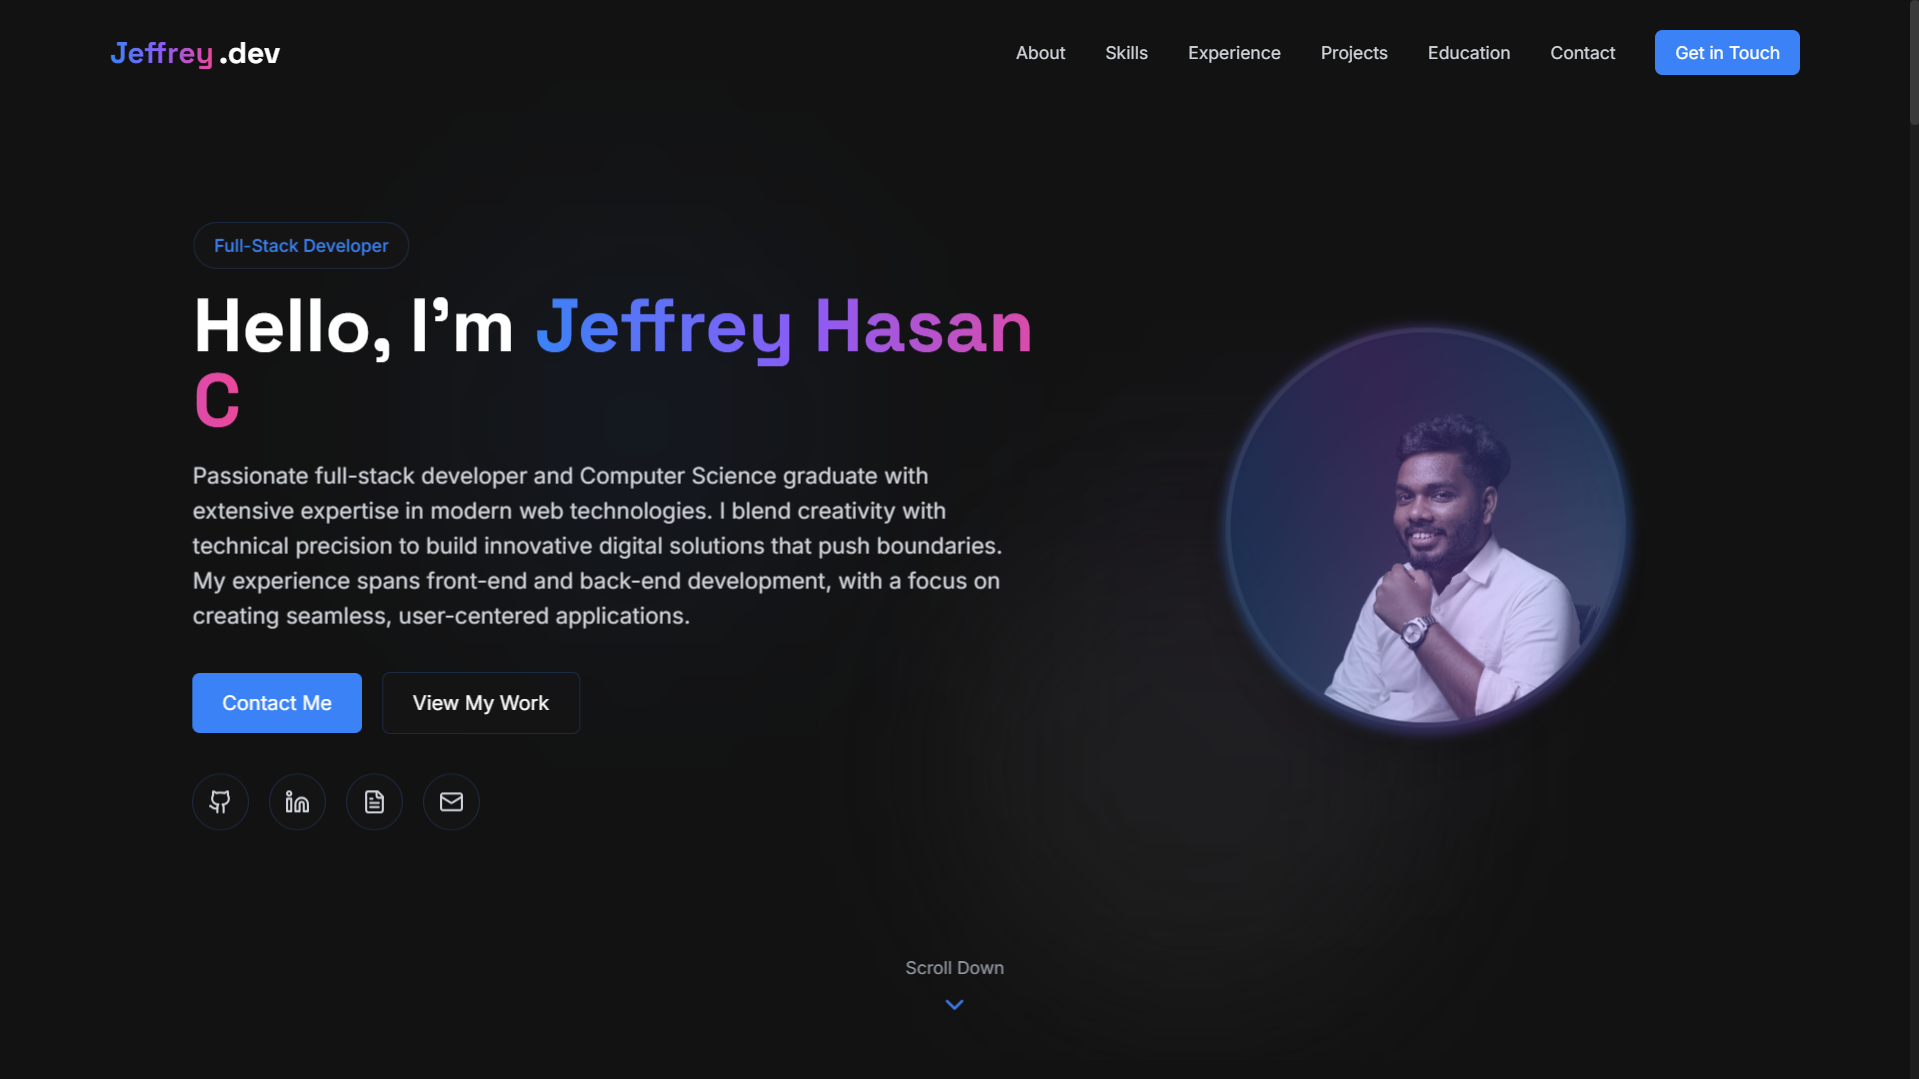 Jeffrey .dev
About Skills Experience Projects Education Contact Get in Touch
Full-Stack Developer
Hello, I’m Jeffrey Hasan
C
Passionate full-stack developer and Computer Science graduate with
extensive expertise in modern web technologies. I blend creativity with
technical precision to build innovative digital solutions that push boundaries.
My experience spans front-end and back-end development, with a focus on
creating seamless, user-centered applications.
Contact Me View My Work
Scroll Down